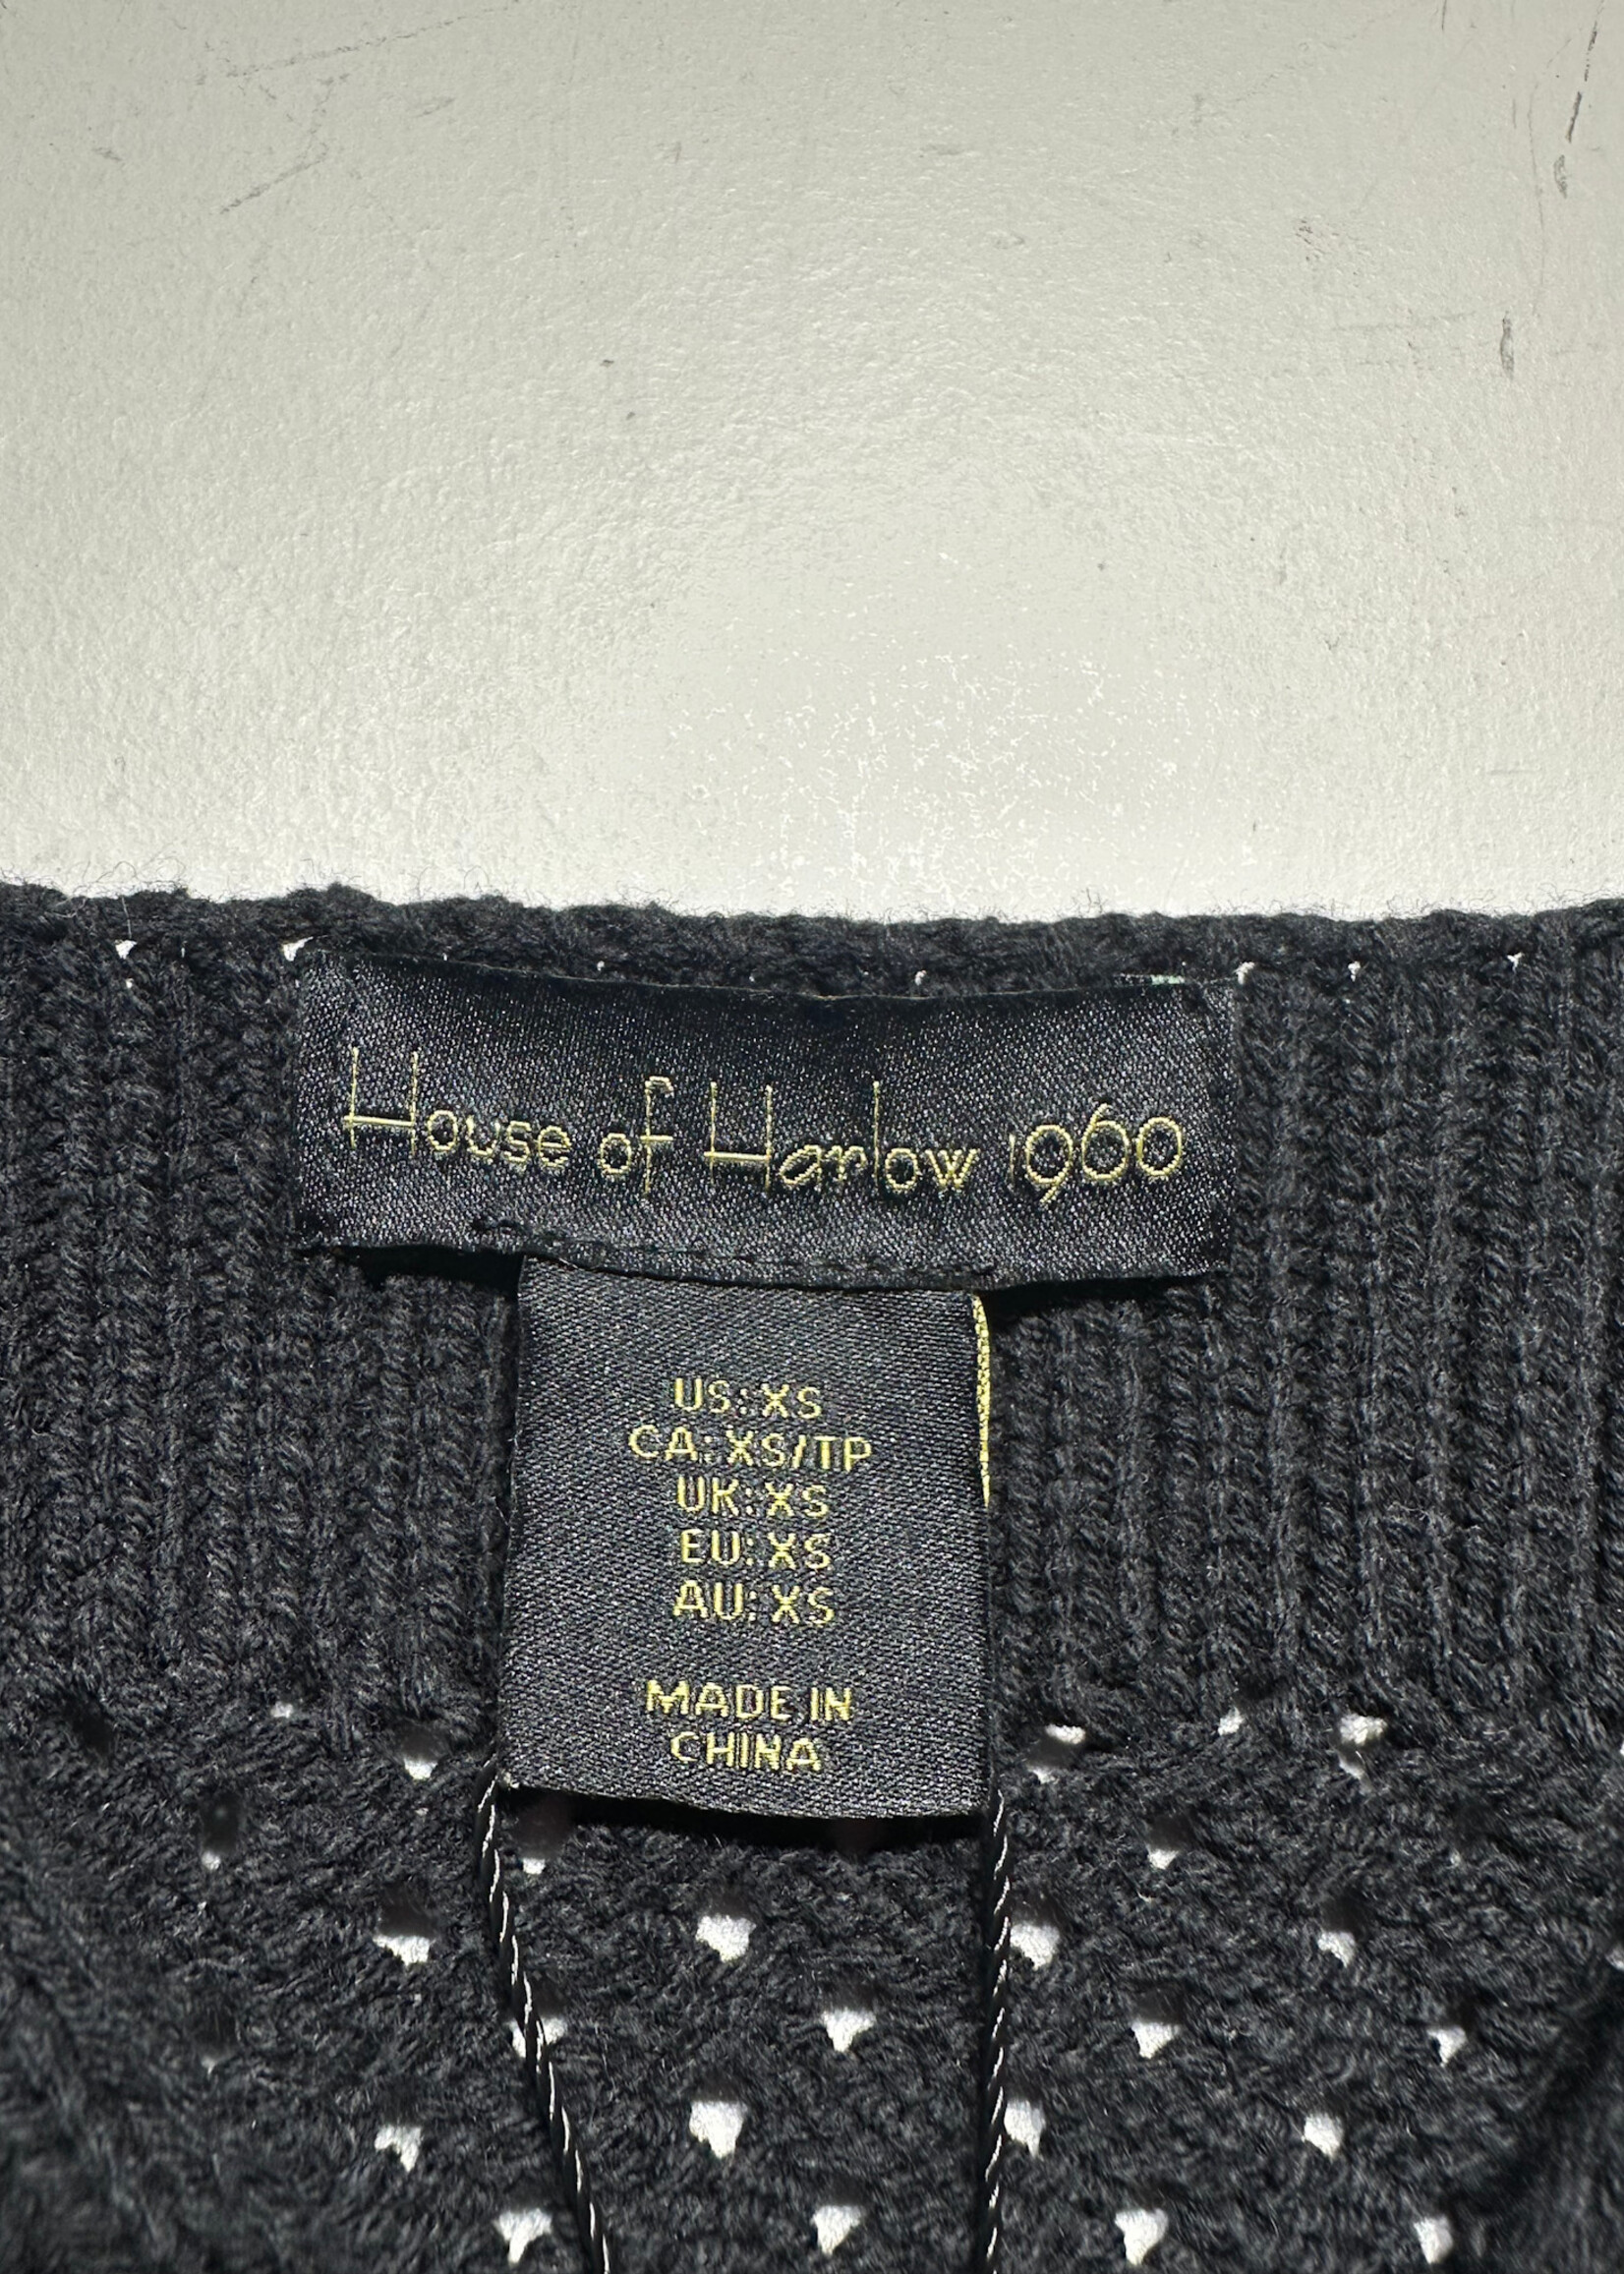 House of Harlow 1960
US: XS
CA: XS/TP
UK: XS
EU: XS
AU: XS
MADE IN
CHINA